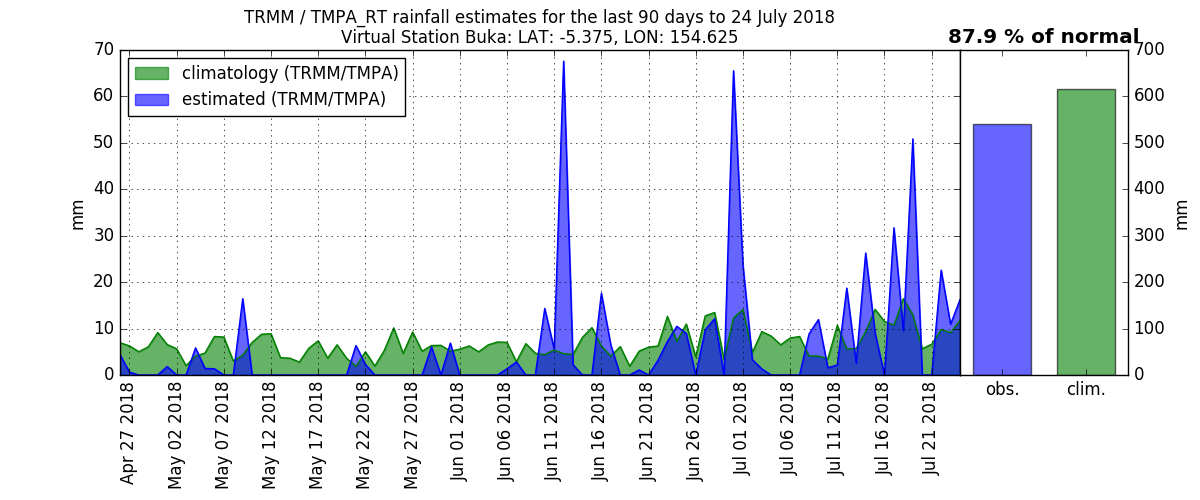 TRMM / TMPA_RT rainfall estimates for the last 90 days to 24 July 2018
Virtual Station Buka: LAT: -5.375, LON: 154.625
87.9 % of normal
climatology (TRMM/TMPA)
estimated (TRMM/TMPA)
70
60
50
40
30
20
10
0
mm
700
600
500
400
300
200
100
0
mm
obs.
clim.
Apr 27 2018
May 02 2018
May 07 2018
May 12 2018
May 17 2018
May 22 2018
May 27 2018
Jun 01 2018
Jun 06 2018
Jun 11 2018
Jun 16 2018
Jun 21 2018
Jun 26 2018
Jul 01 2018
Jul 06 2018
Jul 11 2018
Jul 16 2018
Jul 21 2018